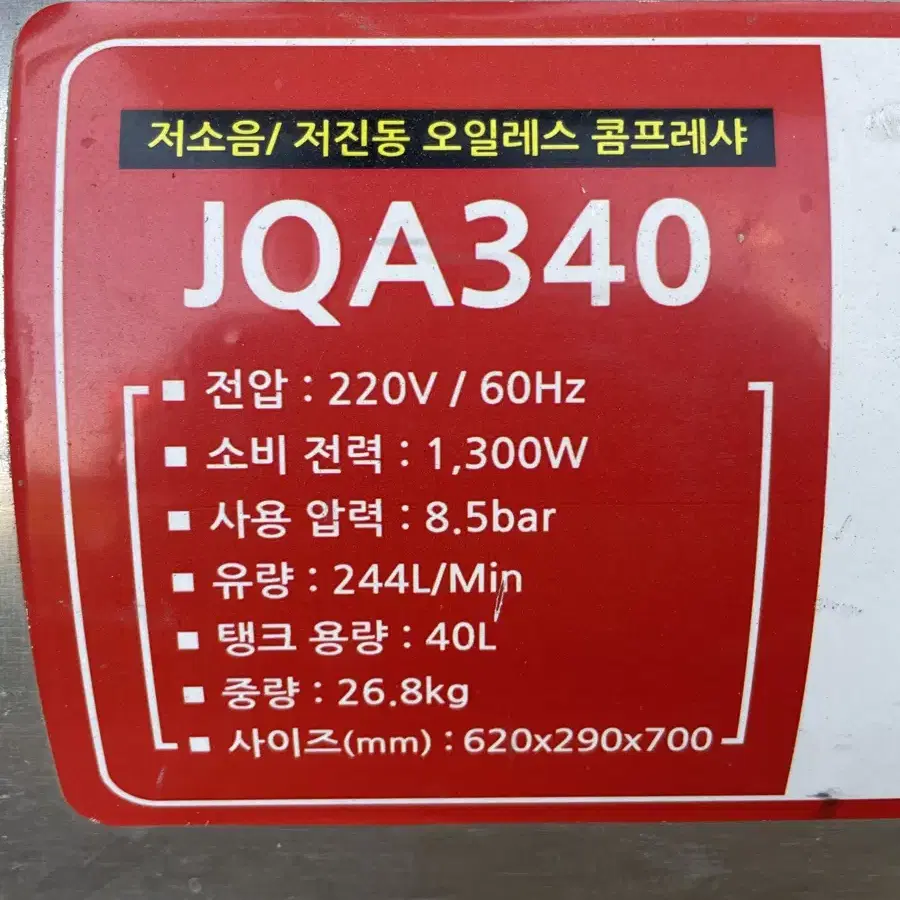 저소음/ 저진동 오일레스 콤프레샤
JQA340
■ 전압 : 220V / 60Hz
■ 소비 전력 : 1,300W
■ 사용 압력 : 8.5bar
■ 유량 : 244L/Min
■ 탱크 용량 : 40L
■ 중량 : 26.8kg
■ 사이즈(mm) : 620x290x700